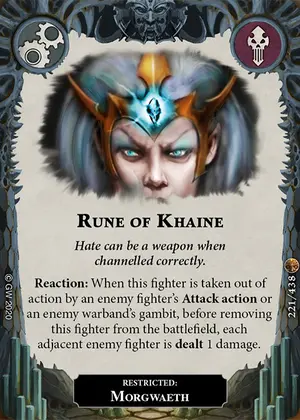 RUNE OF KHAINE
Hate can be a weapon when
channelled correctly.
Reaction: When this fighter is taken out of
action by an enemy fighter's Attack action or
an enemy warband's gambit, before removing
this fighter from the battlefield, each
adjacent enemy fighter is dealt 1 damage.
RESTRICTED:
MORGWAETH
© GW 2020
221/438